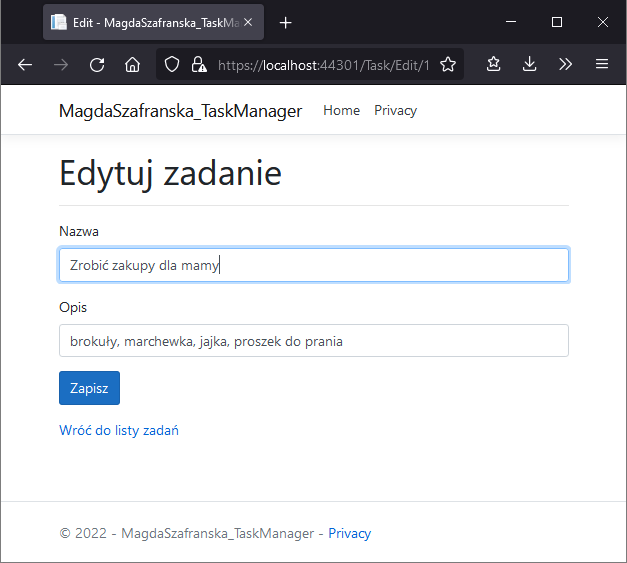 Edit - MagdaSzafranska_TaskMa
https://localhost:44301/Task/Edit/1
MagdaSzafranska_TaskManager Home Privacy
Edytuj zadanie
Nazwa
Zrobić zakupy dla mamy
Opis
brokuły, marchewka, jajka, proszek do prania
Zapisz
Wróć do listy zadań
© 2022 - MagdaSzafranska_TaskManager - Privacy